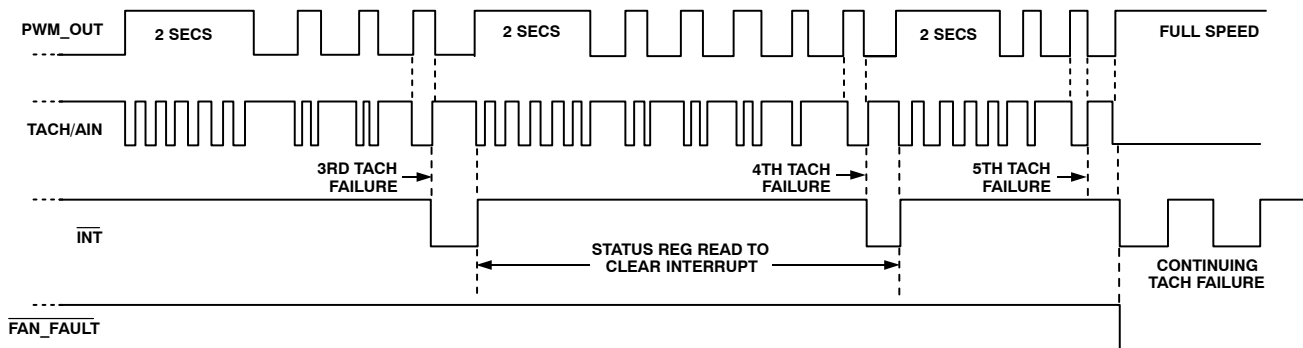 PWM_OUT
2 SECS
2 SECS
2 SECS
FULL SPEED
TACH/AIN
3RD TACH
FAILURE
4TH TACH
FAILURE
5TH TACH
FAILURE
INT
STATUS REG READ TO
CLEAR INTERRUPT
CONTINUING
TACH FAILURE
FAN_FAULT